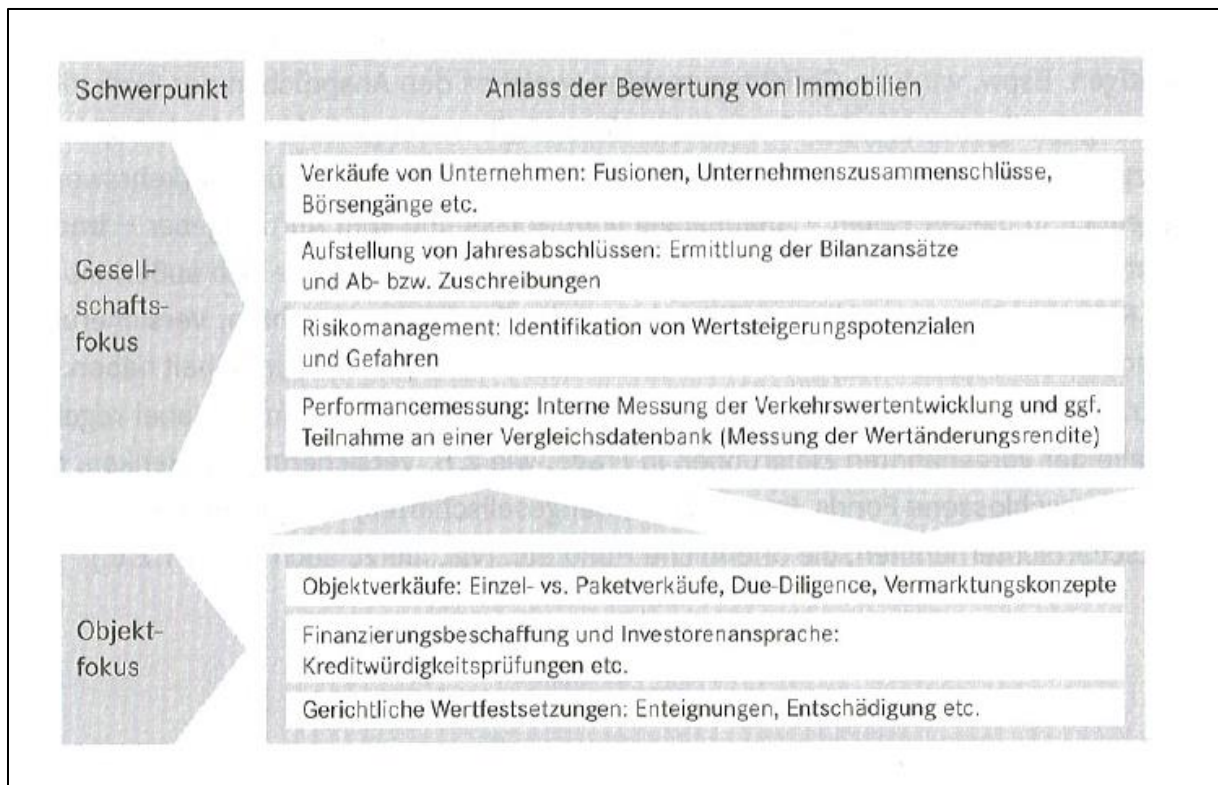 Schwerpunkt
Anlass der Bewertung von Immobilien
Gesell-
schafts-
fokus
Verkäufe von Unternehmen: Fusionen, Unternehmenszusammenschlüsse,
Börsengänge etc.
Aufstellung von Jahresabschlüssen: Ermittlung der Bilanzansätze
und Ab- bzw. Zuschreibungen
Risikomanagement: Identifikation von Wertsteigerungspotenzialen
und Gefahren
Performancemessung: Interne Messung der Verkehrswertentwicklung und ggf.
Teilnahme an einer Vergleichsdatenbank (Messung der Wertänderungsrendite)
Objekt-
fokus
Objektverkäufe: Einzel- vs. Paketverkäufe, Due-Diligence, Vermarktungskonzepte
Finanzierungsbeschaffung und Investorenansprache:
Kreditwürdigkeitsprüfungen etc.
Gerichtliche Wertfestsetzungen: Enteignungen, Entschädigung etc.